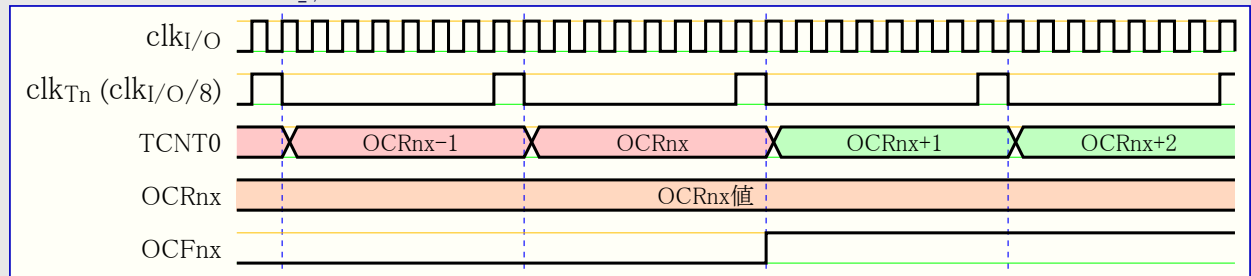 clkI/O
clkTn (clkI/O/8)
TCNT0 OCRnx-1 OCRnx OCRnx+1 OCRnx+2
OCRnx OCRnx値
OCFnx